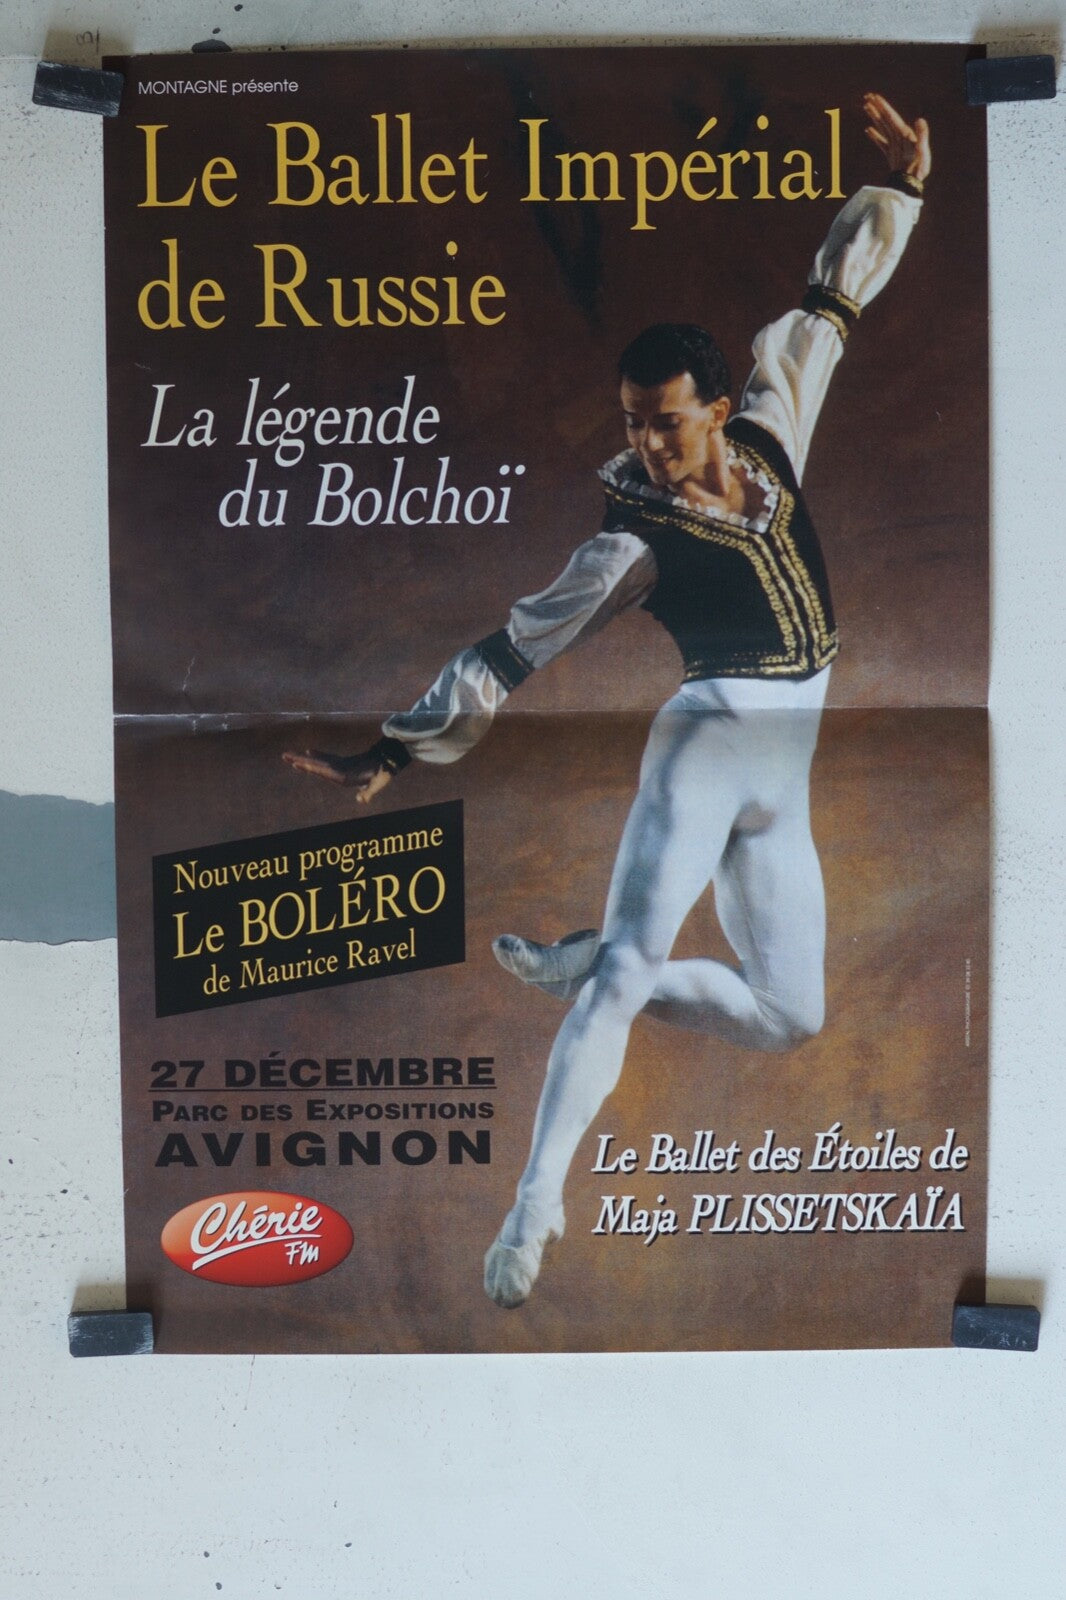 MONTAGNE présente
Le Ballet Impérial
de Russie
La légende
du Bolchoï
Nouveau programme
Le BOLÉRO
de Maurice Ravel
27 DÉCEMBRE
PARC DES EXPOSITIONS
AVIGNON
Chérie
FM
Le Ballet des Étoiles de
Maja PLISSETSKAÏA